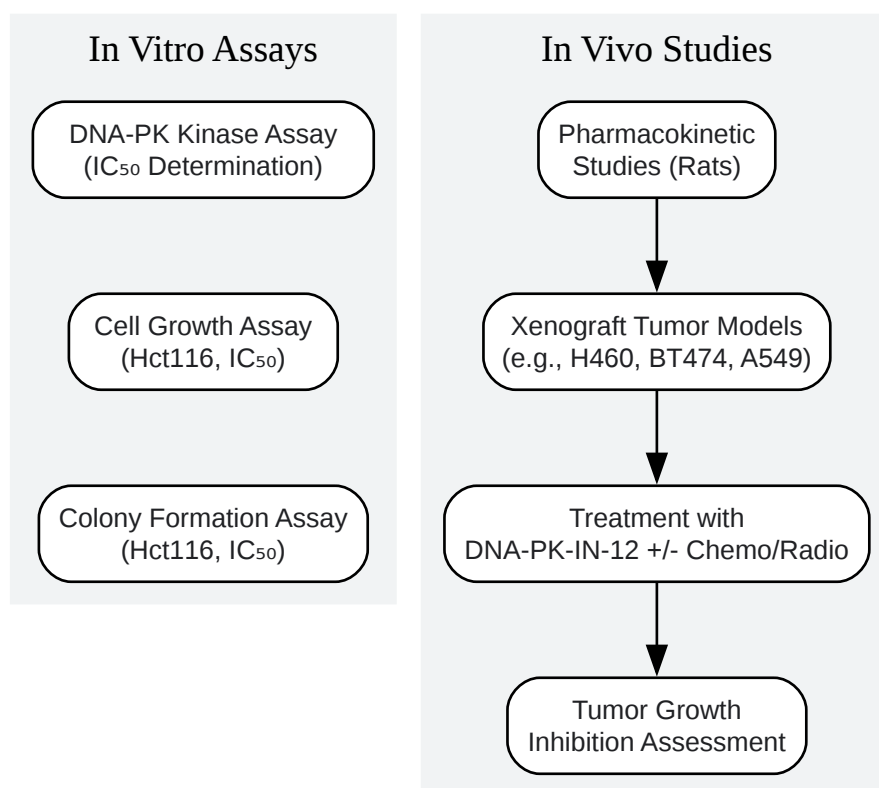 In Vitro Assays
DNA-PK Kinase Assay
(IC₅₀ Determination)
Cell Growth Assay
(Hct116, IC₅₀)
Colony Formation Assay
(Hct116, IC₅₀)
In Vivo Studies
Pharmacokinetic
Studies (Rats)
Xenograft Tumor Models
(e.g., H460, BT474, A549)
Treatment with
DNA-PK-IN-12 +/- Chemo/Radio
Tumor Growth
Inhibition Assessment